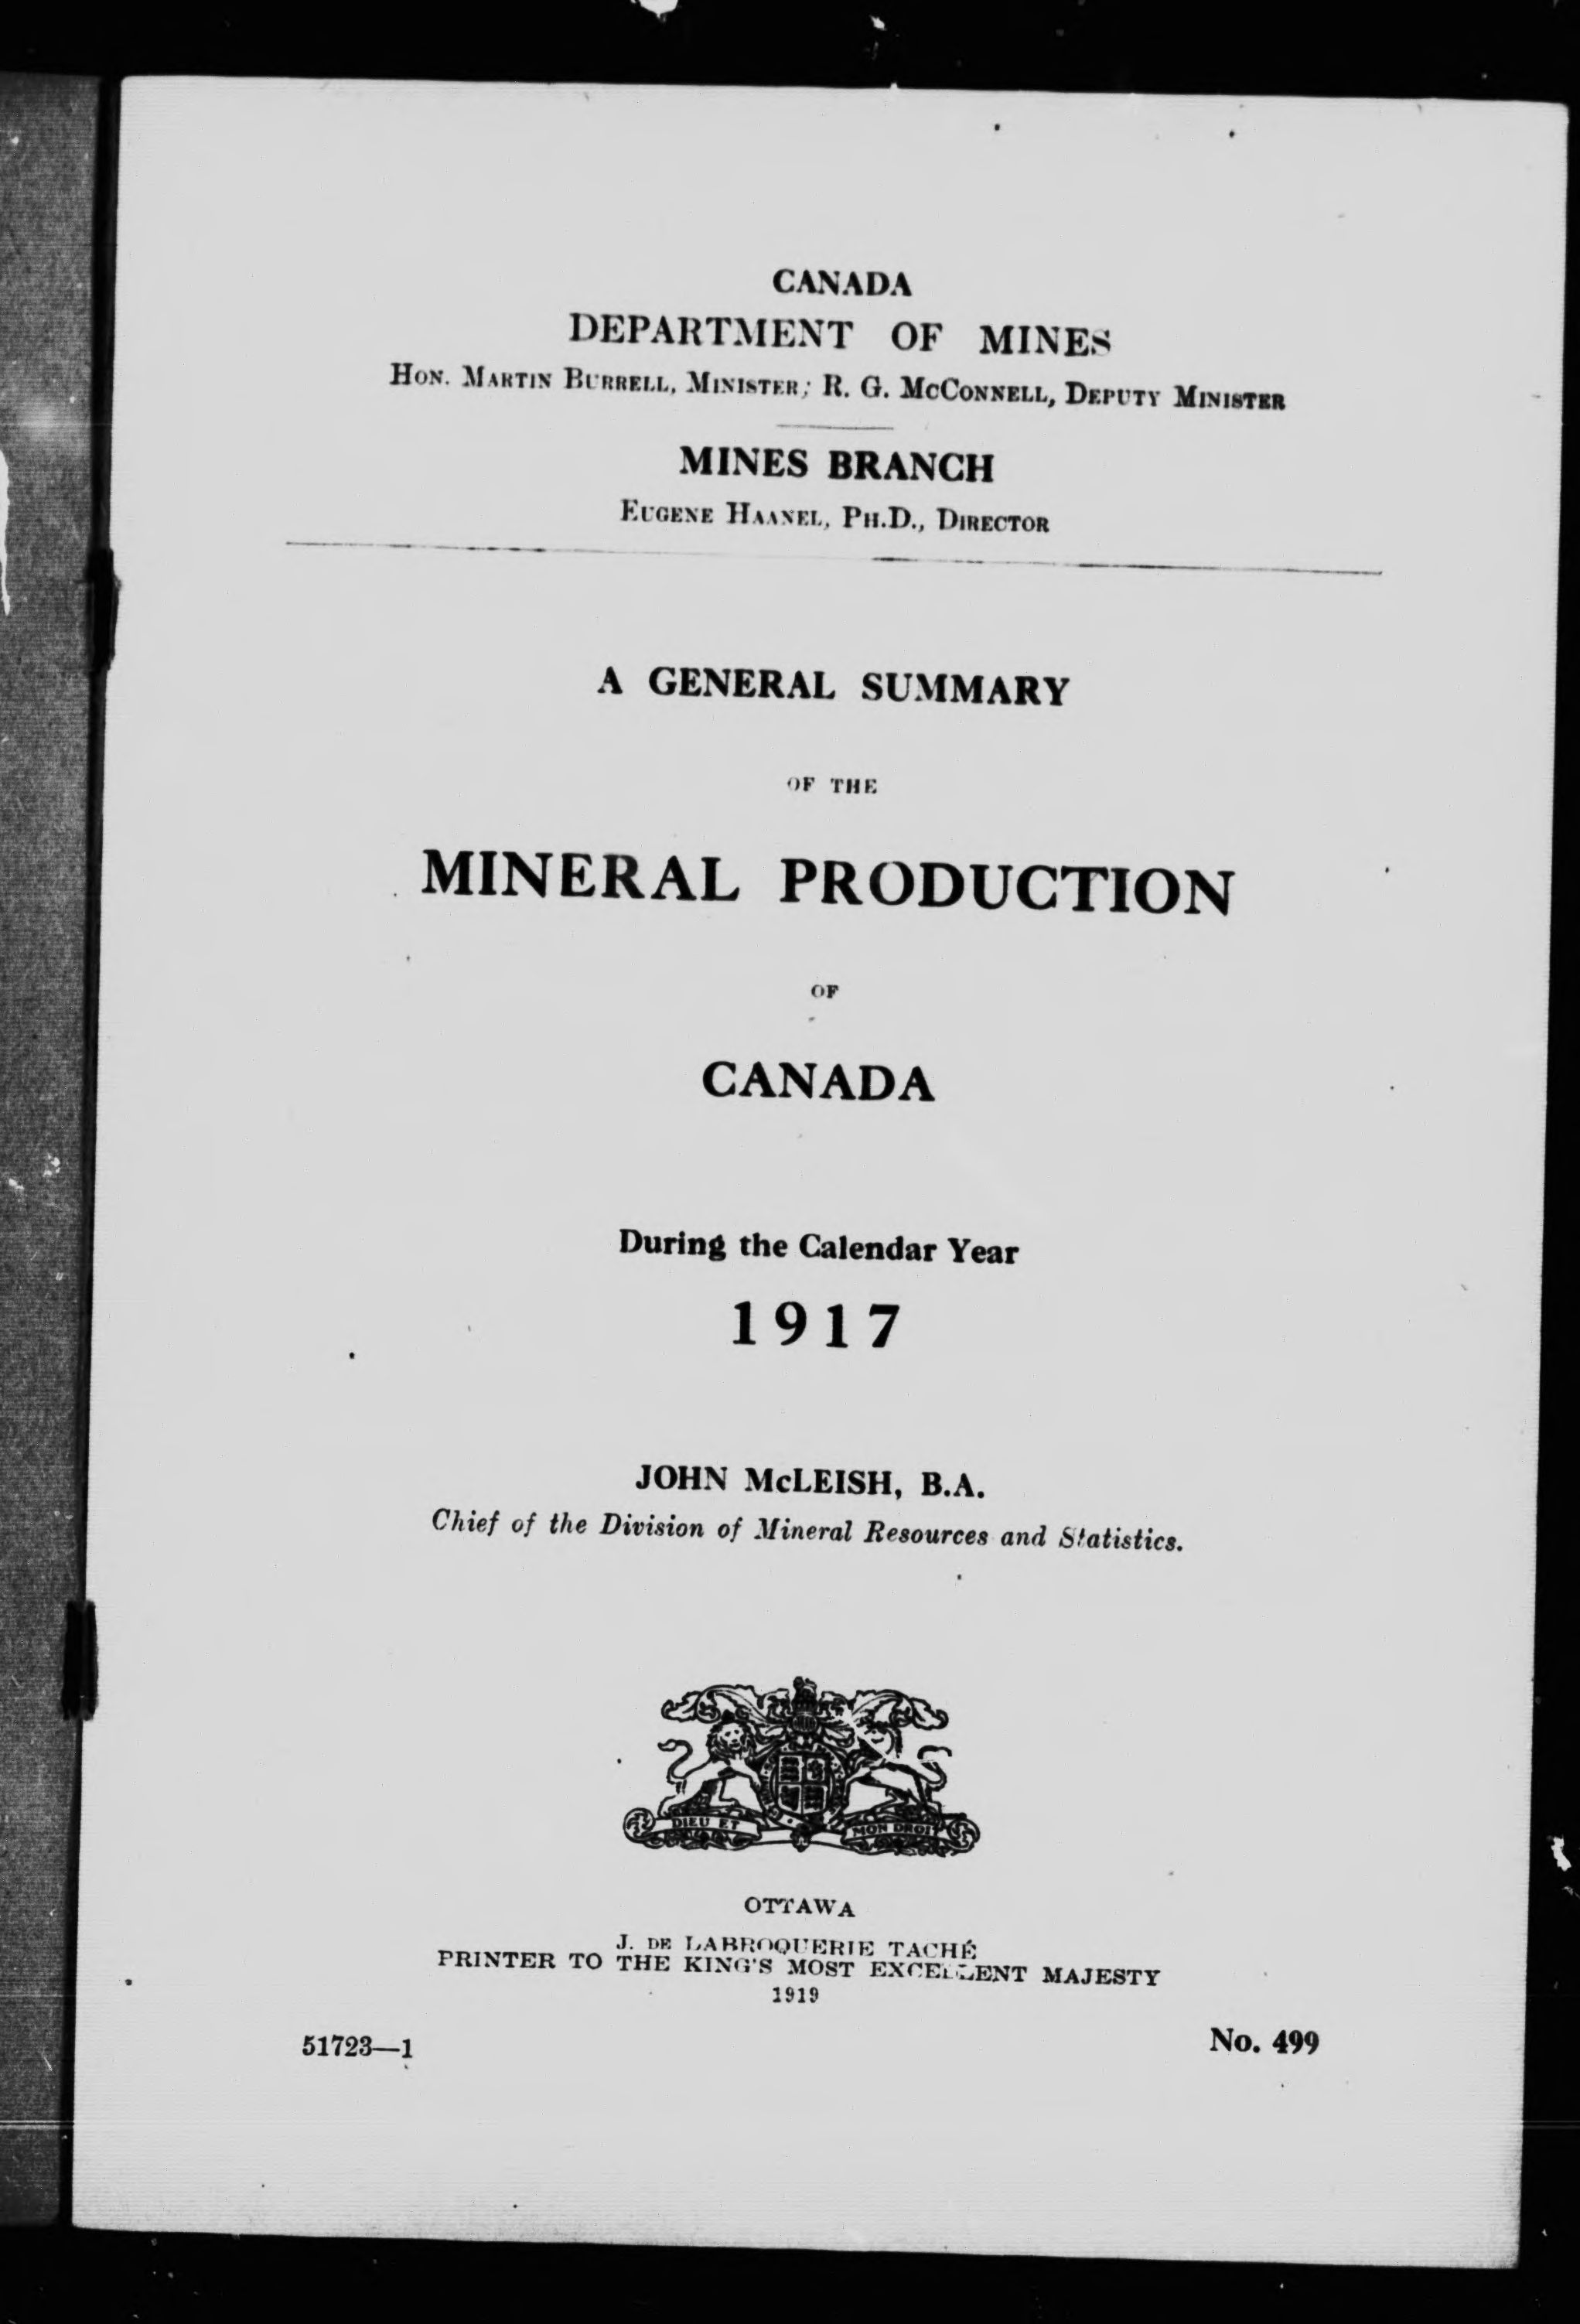 CANADA
DEPARTMENT OF MINES
HON. MARTIN BURRELL, MINISTER; R. G. MCCONNELL, DEPUTY MINISTER
MINES BRANCH
EUGENE HAANEL, PH.D., DIRECTOR
A GENERAL SUMMARY
OF THE
MINERAL PRODUCTION
OF
CANADA
During the Calendar Year
1917
JOHN McLEISH, B.A.
Chief of the Division of Mineral Resources and Statistics.
DIEU ET MON DROIT
OTTAWA
J. DE LABROQUERIE TACHÉ
PRINTER TO THE KING'S MOST EXCELLENT MAJESTY
1919
51723—1 No. 499